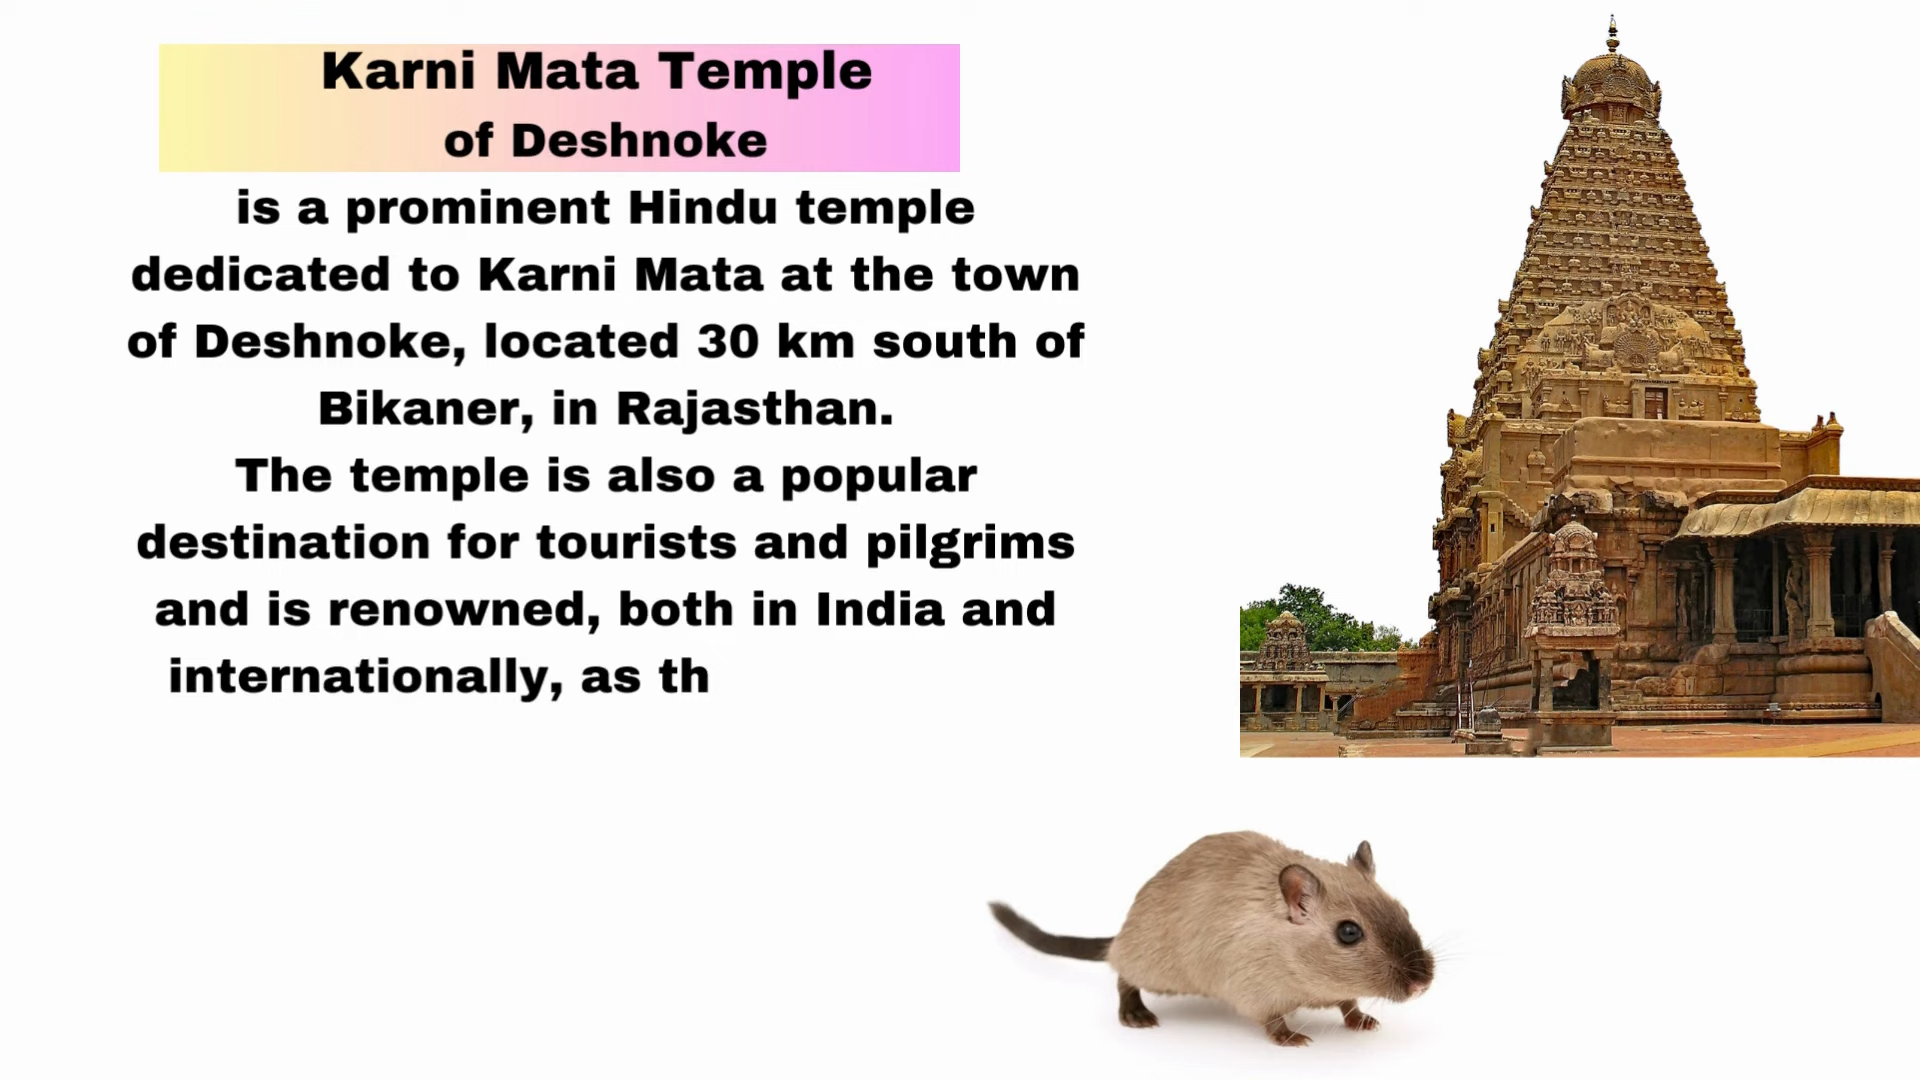 Karni Mata Temple
of Deshnoke
is a prominent Hindu temple
dedicated to Karni Mata at the town
of Deshnoke, located 30 km south of
Bikaner, in Rajasthan.
The temple is also a popular
destination for tourists and pilgrims
and is renowned, both in India and
internationally, as th